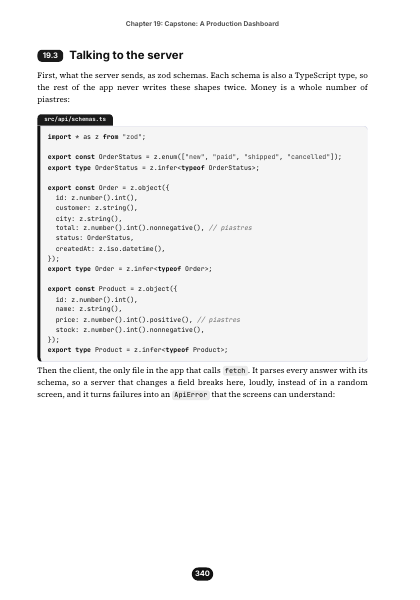 Chapter 19: Capstone: A Production Dashboard
19.3 Talking to the server
First, what the server sends, as zod schemas. Each schema is also a TypeScript type, so
the rest of the app never writes these shapes twice. Money is a whole number of
piastres:
src/api/schemas.ts
import * as z from "zod";
export const OrderStatus = z.enum(["new", "paid", "shipped", "cancelled"]);
export type OrderStatus = z.infer<typeof OrderStatus>;
export const Order = z.object({
  id: z.number().int(),
  customer: z.string(),
  city: z.string(),
  total: z.number().int().nonnegative(), // piastres
  status: OrderStatus,
  createdAt: z.iso.datetime(),
});
export type Order = z.infer<typeof Order>;
export const Product = z.object({
  id: z.number().int(),
  name: z.string(),
  price: z.number().int().positive(), // piastres
  stock: z.number().int().nonnegative(),
});
export type Product = z.infer<typeof Product>;
Then the client, the only file in the app that calls fetch. It parses every answer with its
schema, so a server that changes a field breaks here, loudly, instead of in a random
screen, and it turns failures into an ApiError that the screens can understand:
340